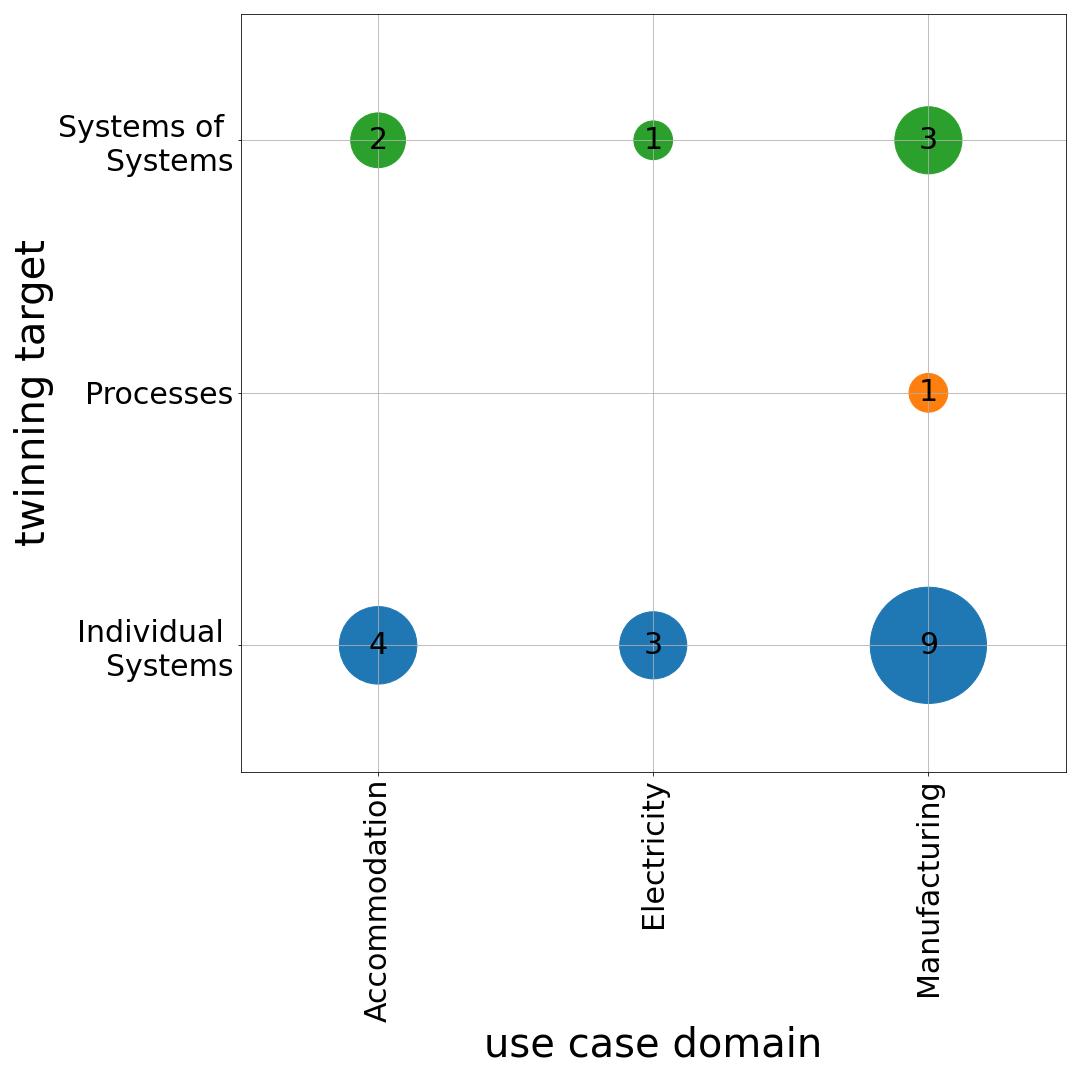 Systems of
Systems
2
1
3
Processes
1
Individual
Systems
4
3
9
twinning target
Accommodation
Electricity
Manufacturing
use case domain